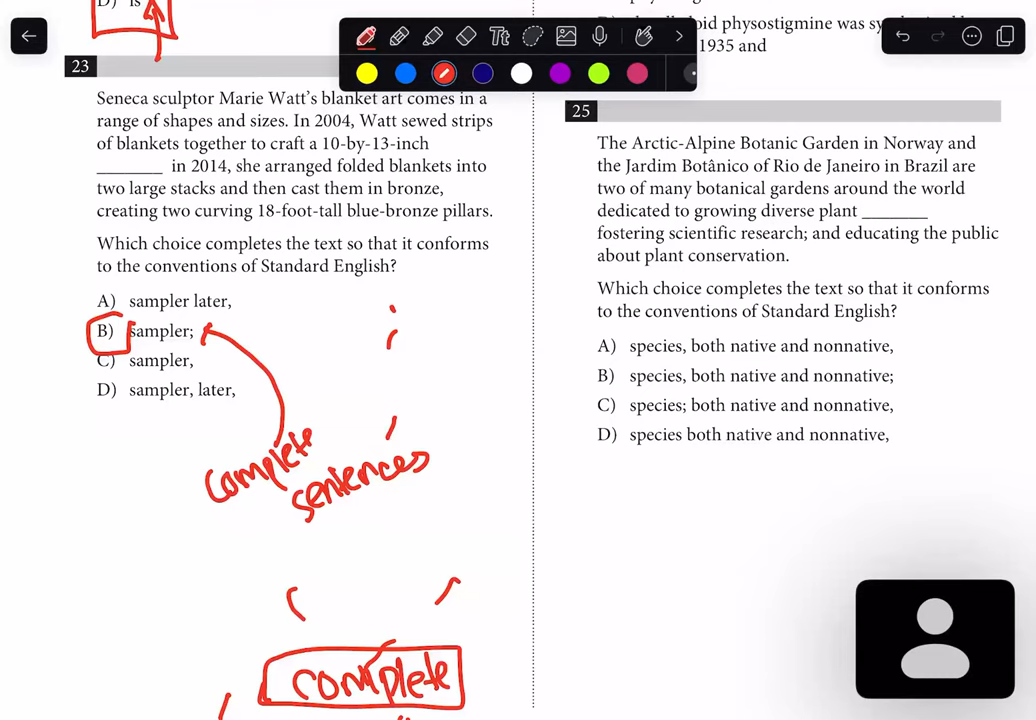 D) is
23
Seneca sculptor Marie Watt's blanket art comes in a
range of shapes and sizes. In 2004, Watt sewed strips
of blankets together to craft a 10-by-13-inch
_______ in 2014, she arranged folded blankets into
two large stacks and then cast them in bronze,
creating two curving 18-foot-tall blue-bronze pillars.
Which choice completes the text so that it conforms
to the conventions of Standard English?
A) sampler later,
B) sampler;
C) sampler,
D) sampler, later,
complete
sentences
complete
Tt
physostigmine was
1935 and
25
The Arctic-Alpine Botanic Garden in Norway and
the Jardim Botânico of Rio de Janeiro in Brazil are
two of many botanical gardens around the world
dedicated to growing diverse plant _______
fostering scientific research; and educating the public
about plant conservation.
Which choice completes the text so that it conforms
to the conventions of Standard English?
A) species, both native and nonnative,
B) species, both native and nonnative;
C) species; both native and nonnative,
D) species both native and nonnative,